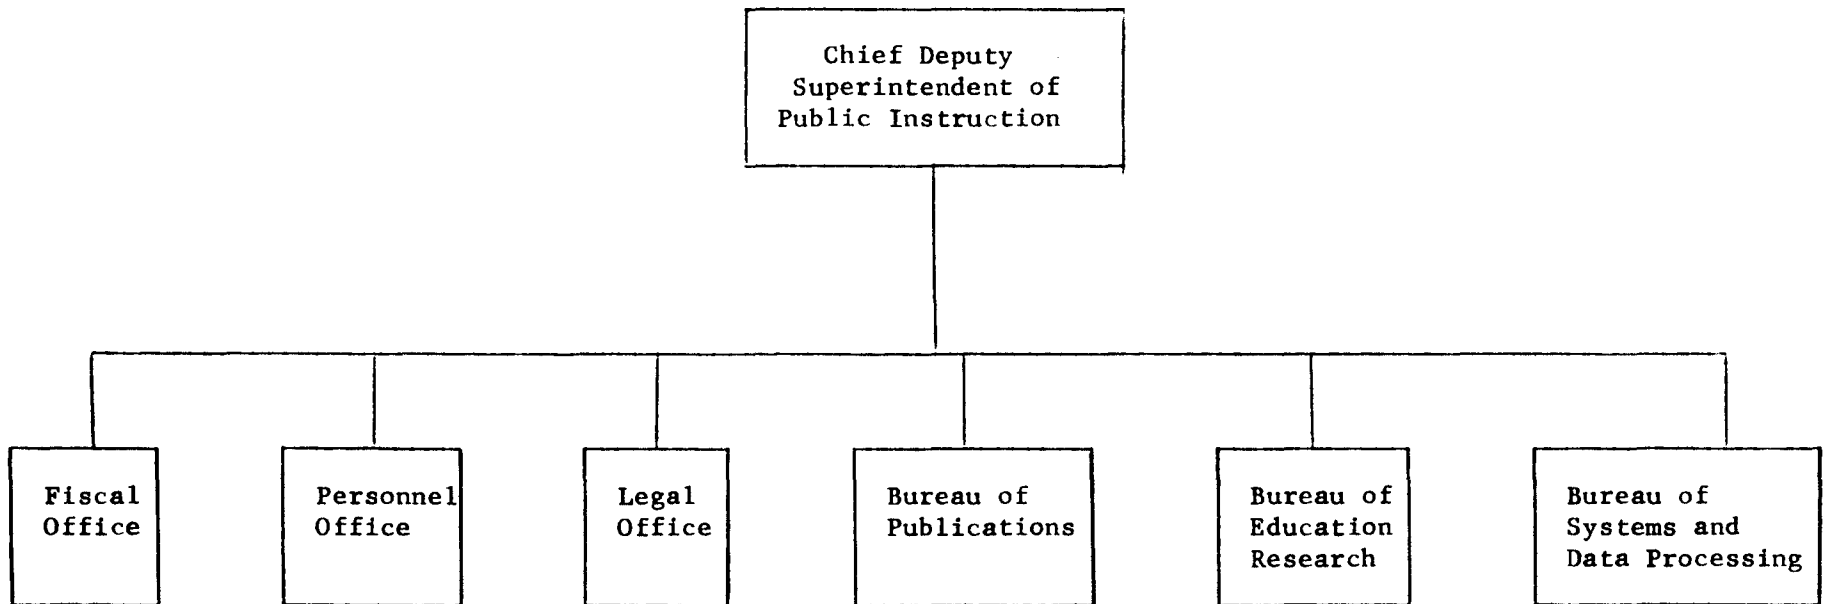 Chief Deputy
Superintendent of
Public Instruction
Fiscal
Office
Personnel
Office
Legal
Office
Bureau of
Publications
Bureau of
Education
Research
Bureau of
Systems and
Data Processing